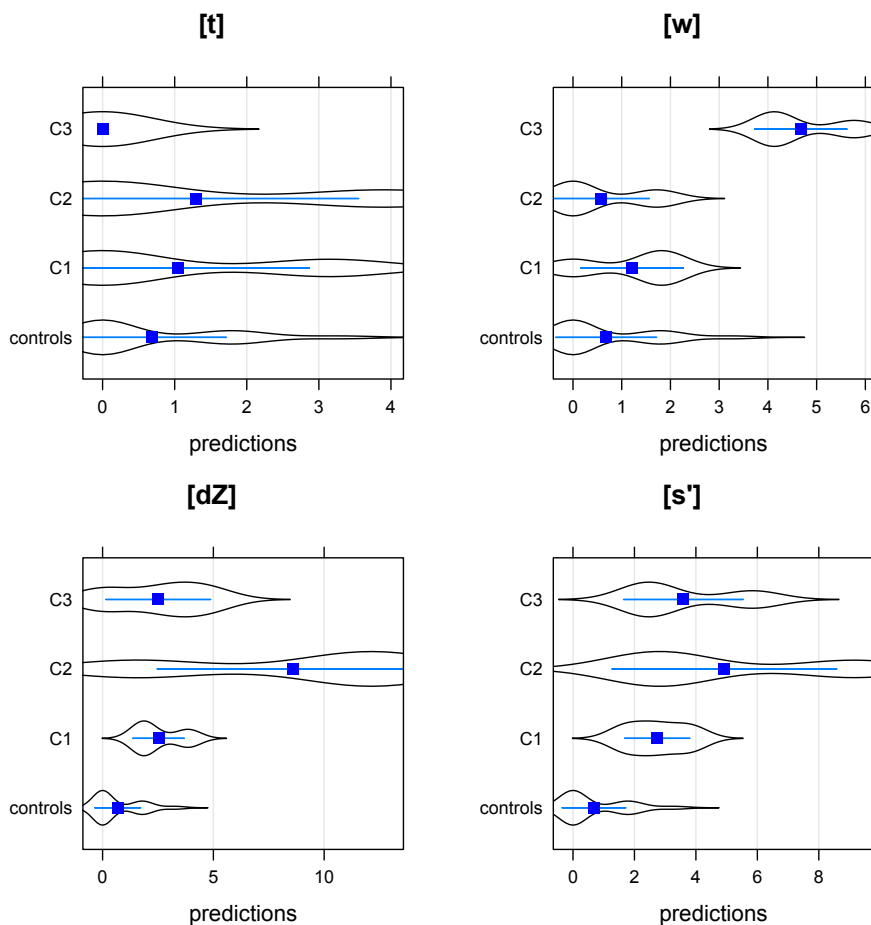 [t]
C3
C2
C1
controls
0 1 2 3 4
predictions
[w]
C3
C2
C1
controls
0 1 2 3 4 5 6
predictions
[dZ]
C3
C2
C1
controls
0 5 10
predictions
[s']
C3
C2
C1
controls
0 2 4 6 8
predictions